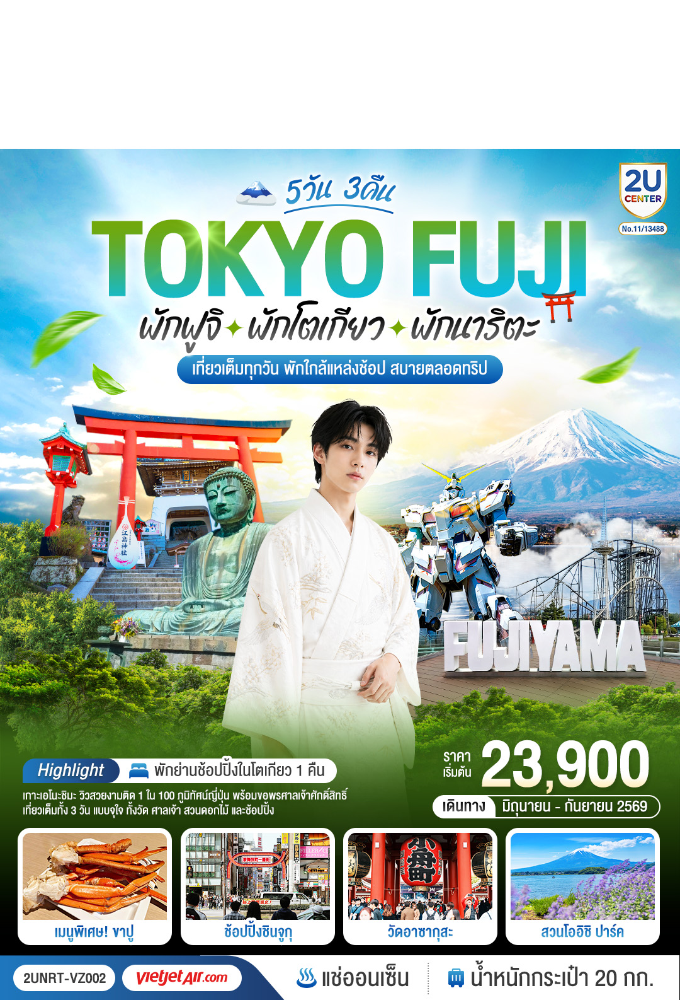 5วัน 3คืน
2U
CENTER
No.11/13488
TOKYO FUJI
พักฟูจิ พักโตเกียว พักนาริตะ
เที่ยวเต็มทุกวัน พักใกล้แหล่งช้อป สบายตลอดทริป
江島神社
FUJIYAMA
Highlight พักย่านช้อปปิ้งในโตเกียว 1 คืน
เกาะเอโนะชิมะ วิวสวยงามติด 1 ใน 100 ภูมิทัศน์ญี่ปุ่น พร้อมขอพรศาลเจ้าศักดิ์สิทธิ์
เที่ยวเต็มทั้ง 3 วัน แบบจุใจ ทั้งวัด ศาลเจ้า สวนดอกไม้ และช้อปปิ้ง
ราคา
เริ่มต้น
23,900
เดินทาง มิถุนายน - กันยายน 2569
歌舞伎町一番街
小舟町
เมนูพิเศษ! ขาปู
ช้อปปิ้งชินจูกุ
วัดอาซากุสะ
สวนโออิชิ ปาร์ค
2UNRT-VZ002
vietjetAir.com
แช่ออนเซ็น
น้ำหนักกระเป๋า 20 กก.